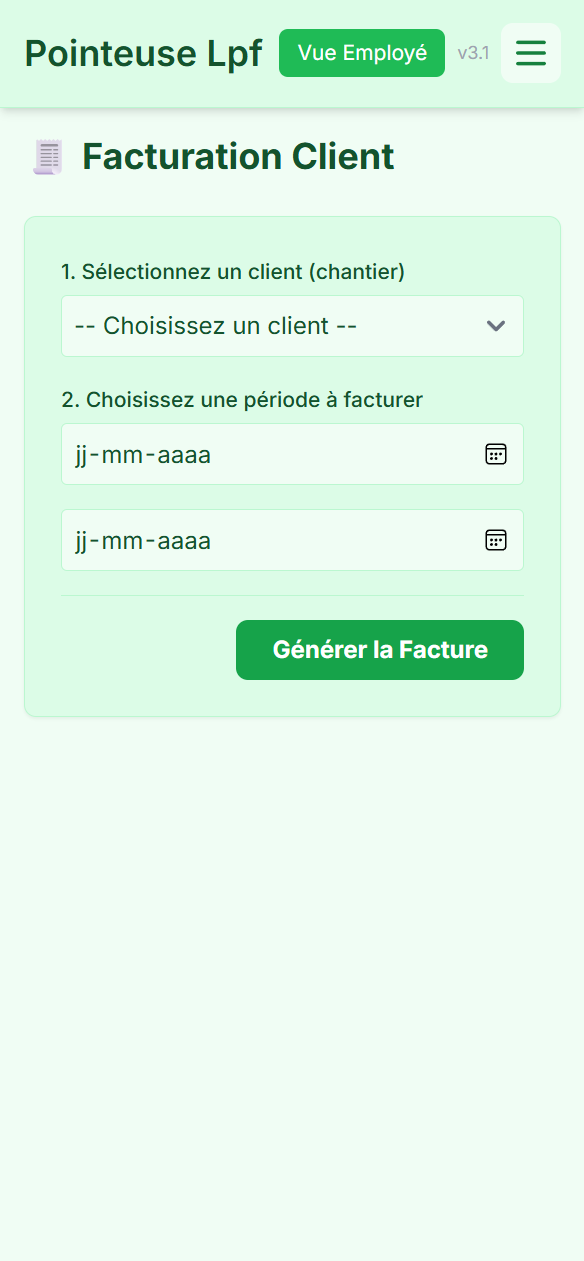 Pointeuse Lpf Vue Employé v3.1
Facturation Client
1. Sélectionnez un client (chantier)
-- Choisissez un client --
2. Choisissez une période à facturer
jj-mm-aaaa
jj-mm-aaaa
Générer la Facture